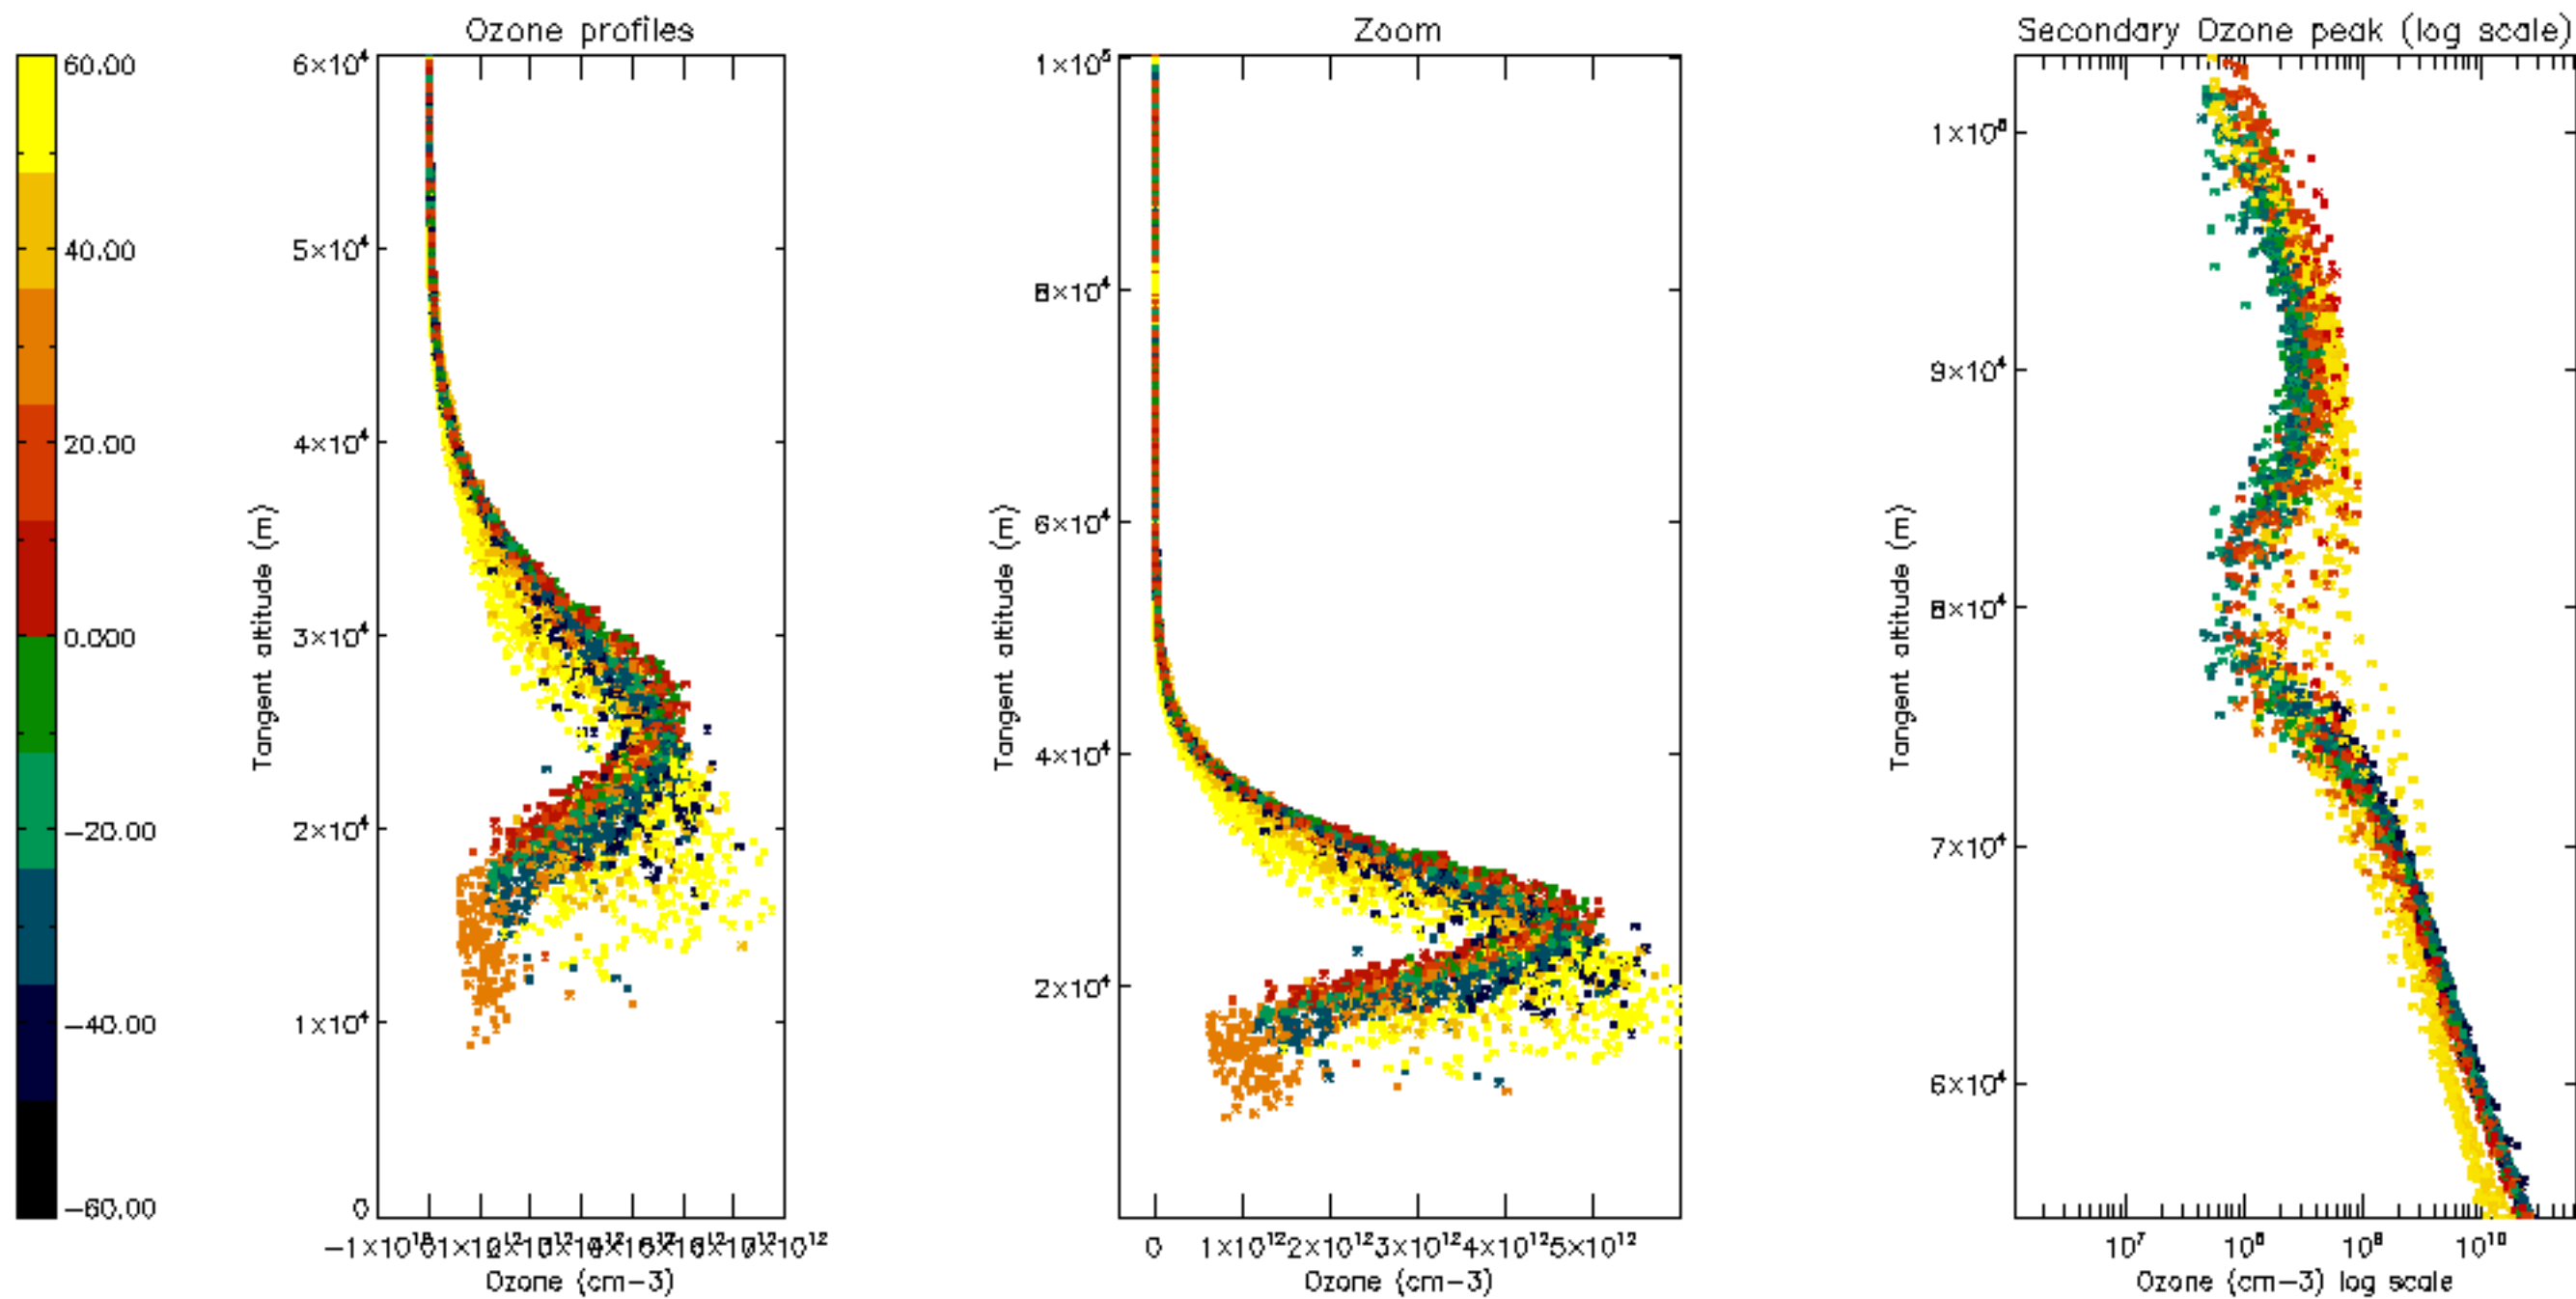 Ozone profiles
Zoom
Secondary Ozone peak (log scale)
60.00
40.00
20.00
0.000
-20.00
-40.00
-60.00
6×10⁴
5×10⁴
4×10⁴
3×10⁴
2×10⁴
1×10⁴
0
Tangent altitude (m)
Ozone (cm-3)
1×10⁵
8×10⁴
6×10⁴
4×10⁴
2×10⁴
Tangent altitude (m)
0 1×10¹² 2×10¹² 3×10¹² 4×10¹² 5×10¹²
Ozone (cm-3)
9×10⁴
8×10⁴
7×10⁴
6×10⁴
Tangent altitude (m)
10⁷ 10⁸ 10⁹ 10¹⁰
Ozone (cm-3) log scale